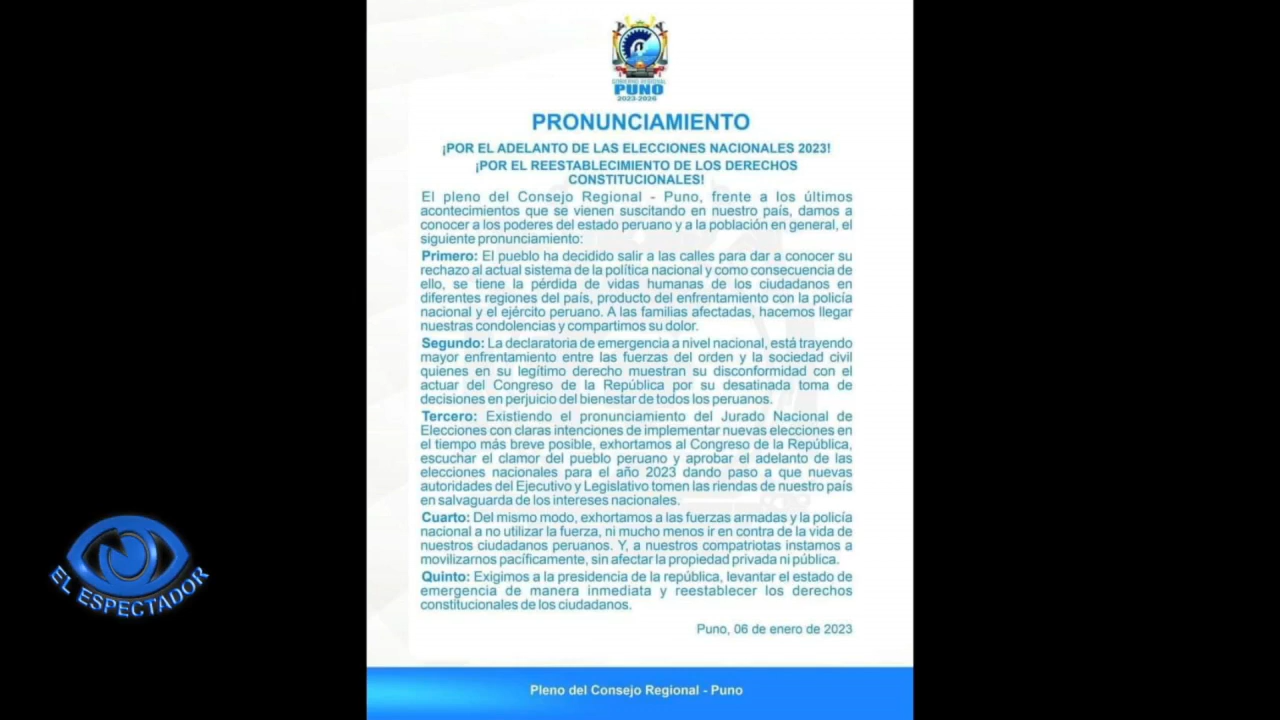 GOBIERNO REGIONAL
PUNO
2023-2026
PRONUNCIAMIENTO
¡POR EL ADELANTO DE LAS ELECCIONES NACIONALES 2023!
¡POR EL REESTABLECIMIENTO DE LOS DERECHOS
CONSTITUCIONALES!
El pleno del Consejo Regional - Puno, frente a los últimos
acontecimientos que se vienen suscitando en nuestro país, damos a
conocer a los poderes del estado peruano y a la población en general, el
siguiente pronunciamiento:
Primero: El pueblo ha decidido salir a las calles para dar a conocer su
rechazo al actual sistema de la política nacional y como consecuencia de
ello, se tiene la pérdida de vidas humanas de los ciudadanos en
diferentes regiones del país, producto del enfrentamiento con la policía
nacional y el ejército peruano. A las familias afectadas, hacemos llegar
nuestras condolencias y compartimos su dolor.
Segundo: La declaratoria de emergencia a nivel nacional, está trayendo
mayor enfrentamiento entre las fuerzas del orden y la sociedad civil
quienes en su legítimo derecho muestran su disconformidad con el
actuar del Congreso de la República por su desatinada toma de
decisiones en perjuicio del bienestar de todos los peruanos.
Tercero: Existiendo el pronunciamiento del Jurado Nacional de
Elecciones con claras intenciones de implementar nuevas elecciones en
el tiempo más breve posible, exhortamos al Congreso de la República,
escuchar el clamor del pueblo peruano y aprobar el adelanto de las
elecciones nacionales para el año 2023 dando paso a que nuevas
autoridades del Ejecutivo y Legislativo tomen las riendas de nuestro país
en salvaguarda de los intereses nacionales.
Cuarto: Del mismo modo, exhortamos a las fuerzas armadas y la policía
nacional a no utilizar la fuerza, ni mucho menos ir en contra de la vida de
nuestros ciudadanos peruanos. Y, a nuestros compatriotas instamos a
movilizarnos pacíficamente, sin afectar la propiedad privada ni pública.
Quinto: Exigimos a la presidencia de la república, levantar el estado de
emergencia de manera inmediata y reestablecer los derechos
constitucionales de los ciudadanos.
Puno, 06 de enero de 2023
Pleno del Consejo Regional - Puno
EL ESPECTADOR